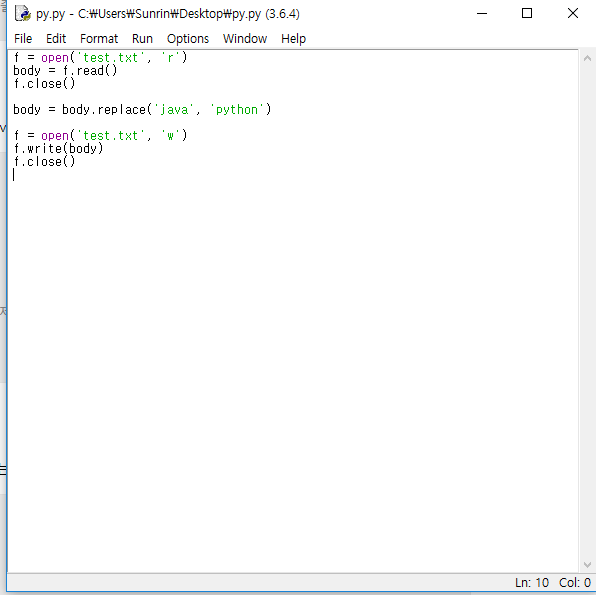 py.py - C:₩Users₩Sunrin₩Desktop₩py.py (3.6.4)
File Edit Format Run Options Window Help
f = open('test.txt', 'r')
body = f.read()
f.close()
body = body.replace('java', 'python')
f = open('test.txt', 'w')
f.write(body)
f.close()
Ln: 10 Col: 0